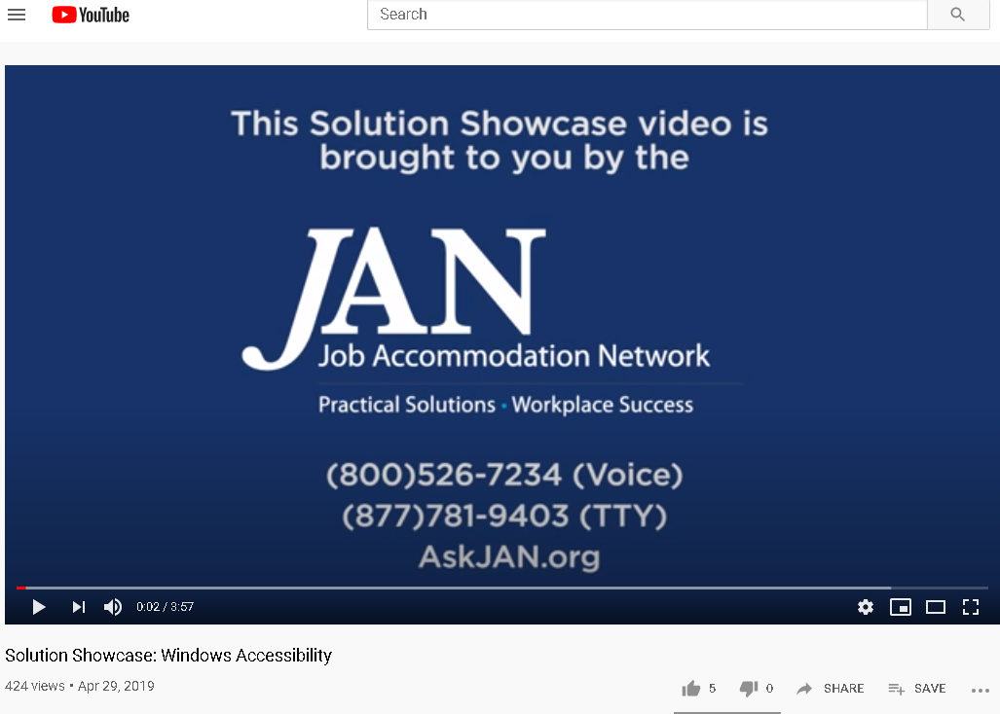 YouTube
Search
This Solution Showcase video is
brought to you by the
JAN
Job Accommodation Network
Practical Solutions • Workplace Success
(800)526-7234 (Voice)
(877)781-9403 (TTY)
AskJAN.org
0:02 / 3:57
Solution Showcase: Windows Accessibility
424 views • Apr 29, 2019
5 0 SHARE SAVE